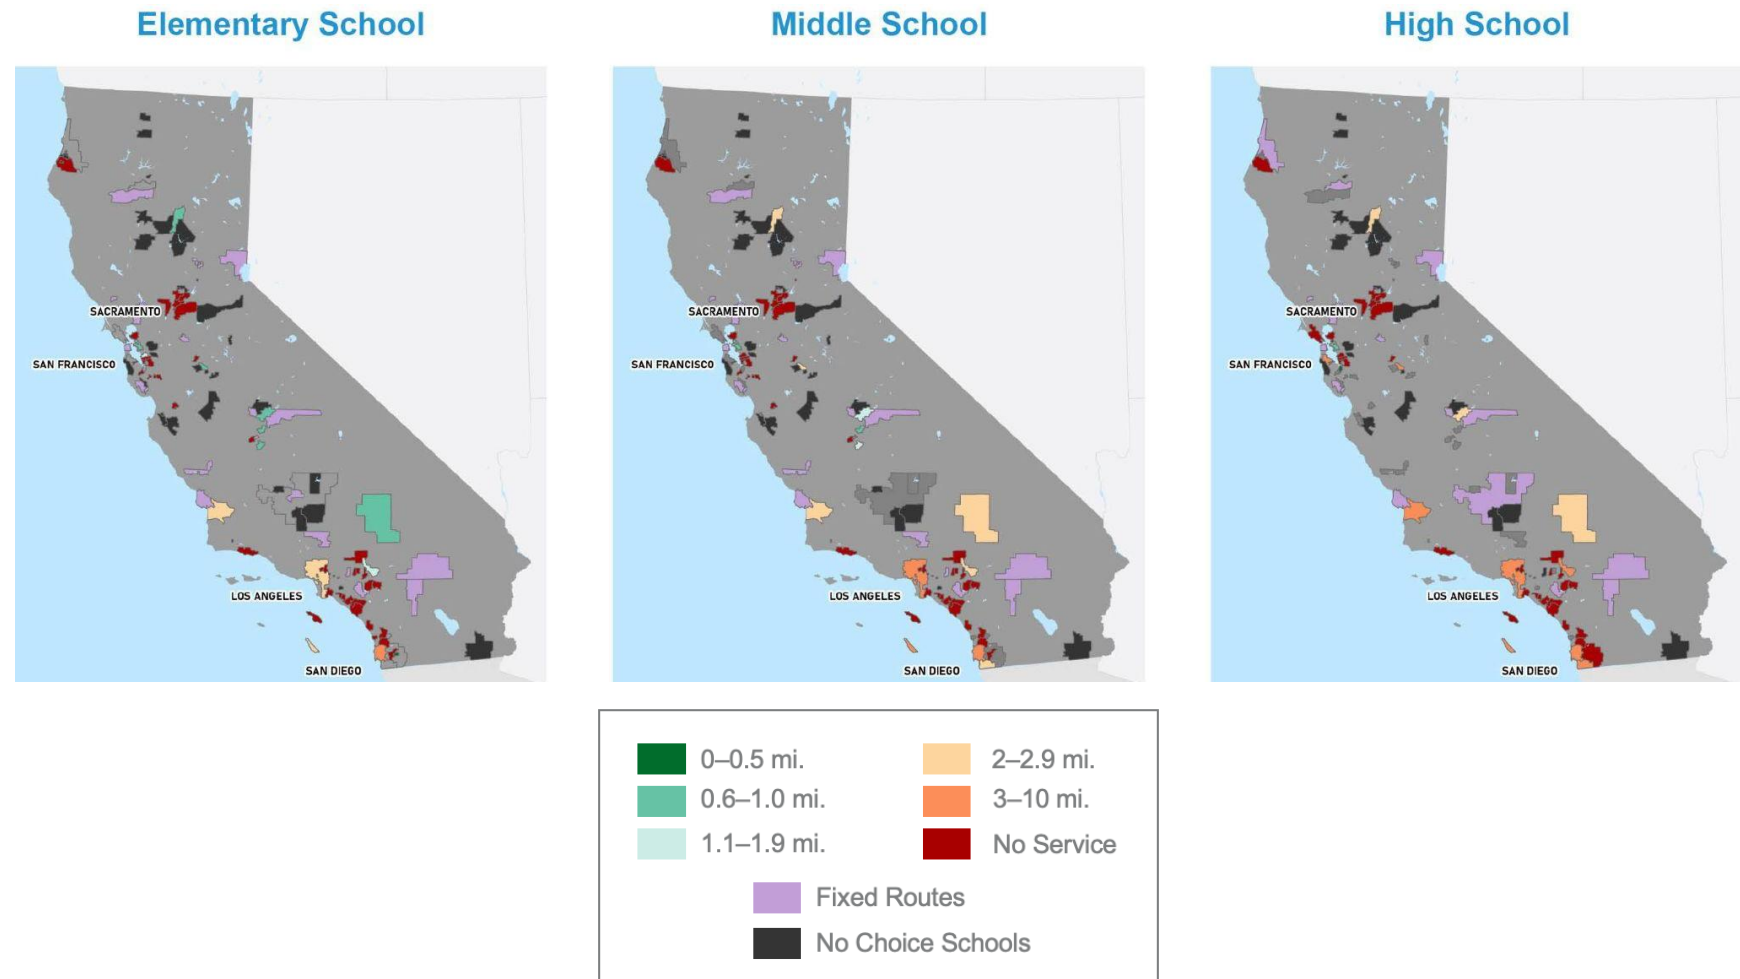 Elementary School
Middle School
High School
SACRAMENTO
SAN FRANCISCO
LOS ANGELES
SAN DIEGO
SACRAMENTO
SAN FRANCISCO
LOS ANGELES
SAN DIEGO
SACRAMENTO
SAN FRANCISCO
LOS ANGELES
SAN DIEGO
0–0.5 mi.
2–2.9 mi.
0.6–1.0 mi.
3–10 mi.
1.1–1.9 mi.
No Service
Fixed Routes
No Choice Schools